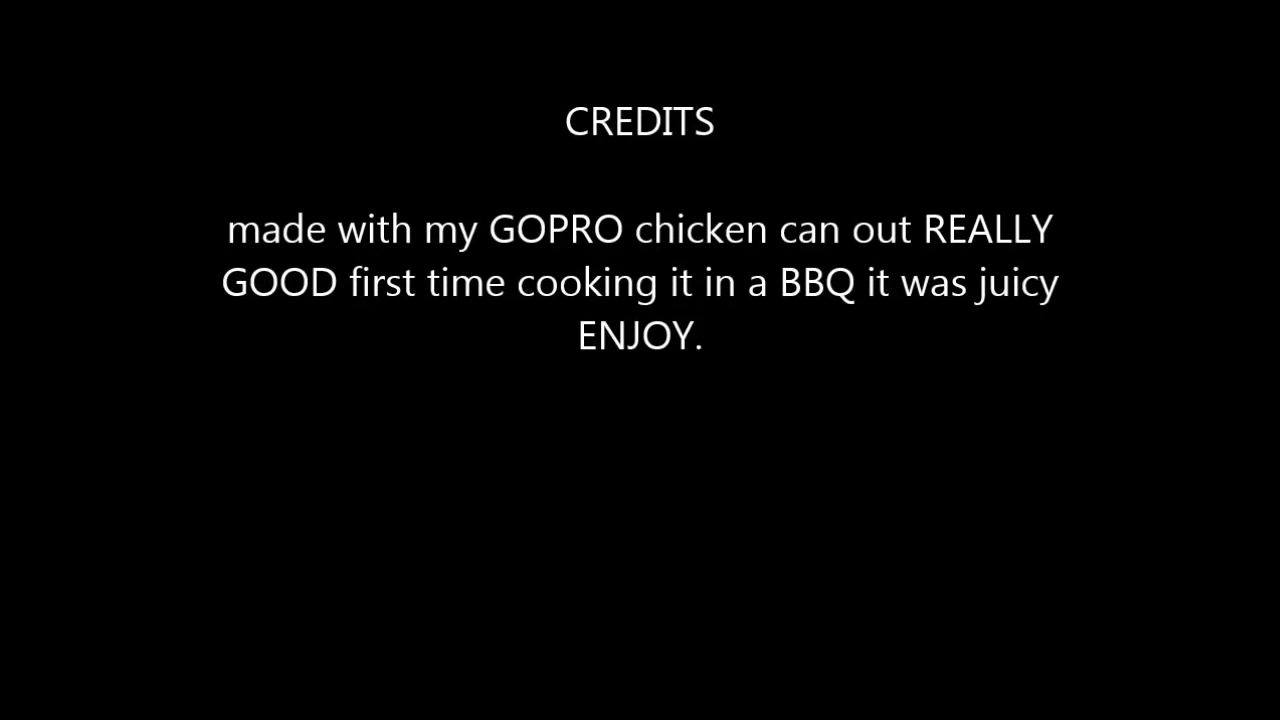 CREDITS
made with my GOPRO chicken can out REALLY
GOOD first time cooking it in a BBQ it was juicy
ENJOY.